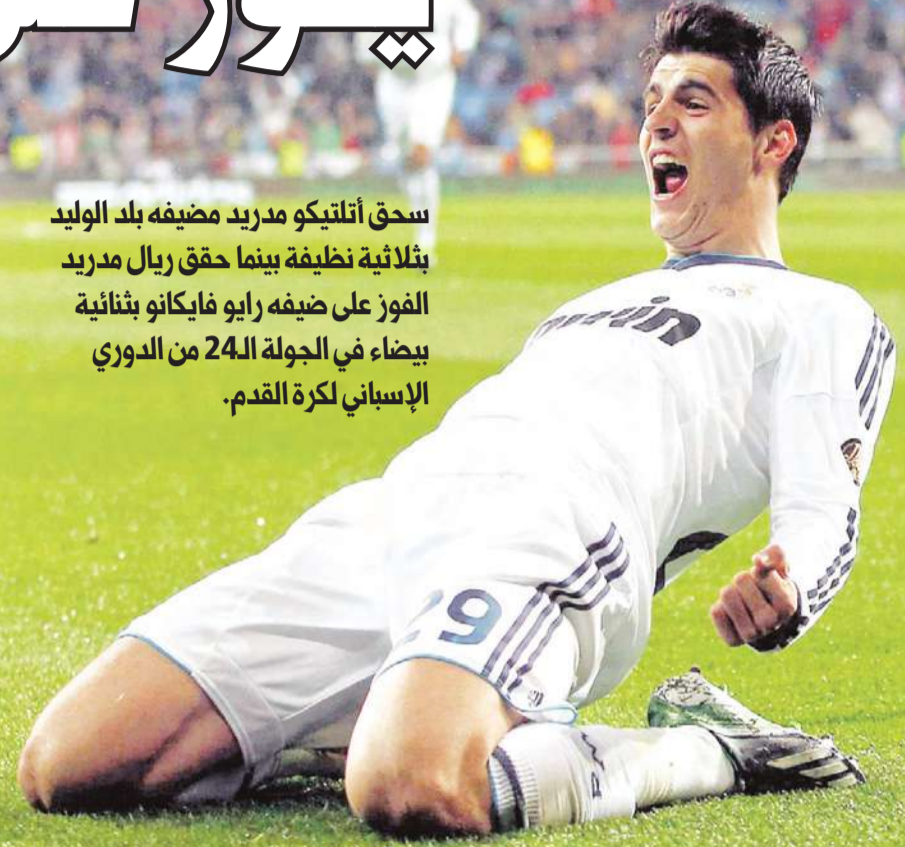 سحق أتلتيكو مدريد مضيفه بلد الوليد
بثلاثية نظيفة بينما حقق ريال مدريد
الفوز على ضيفه رايو فايكانو بثنائية
بيضاء في الجولة الـ24 من الدوري
الإسباني لكرة القدم.
29